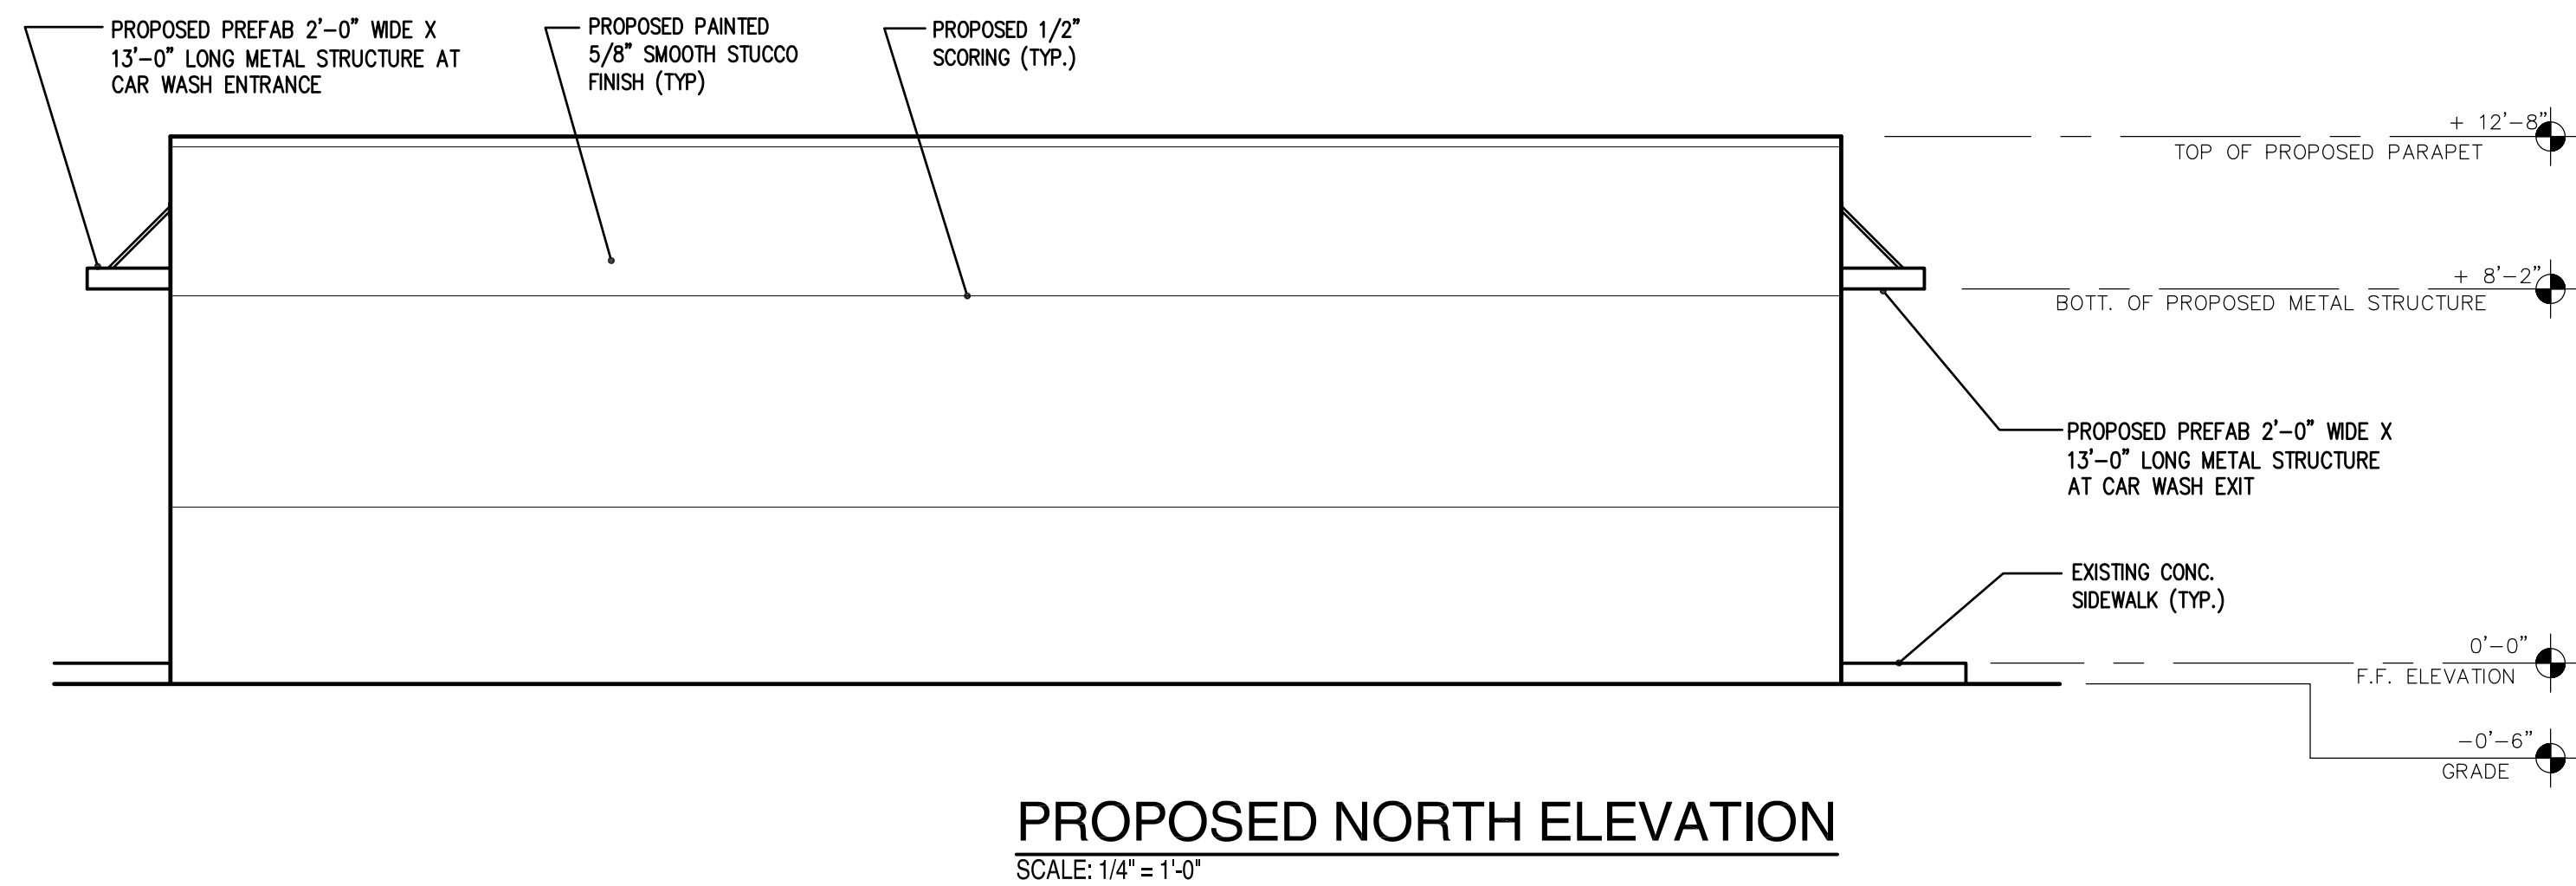 PROPOSED PREFAB 2'-0" WIDE X
13'-0" LONG METAL STRUCTURE AT
CAR WASH ENTRANCE
PROPOSED PAINTED
5/8" SMOOTH STUCCO
FINISH (TYP)
PROPOSED 1/2"
SCORING (TYP.)
+ 12'-8"
TOP OF PROPOSED PARAPET
+ 8'-2"
BOTT. OF PROPOSED METAL STRUCTURE
PROPOSED PREFAB 2'-0" WIDE X
13'-0" LONG METAL STRUCTURE
AT CAR WASH EXIT
EXISTING CONC.
SIDEWALK (TYP.)
0'-0"
F.F. ELEVATION
-0'-6"
GRADE
PROPOSED NORTH ELEVATION
SCALE: 1/4" = 1'-0"